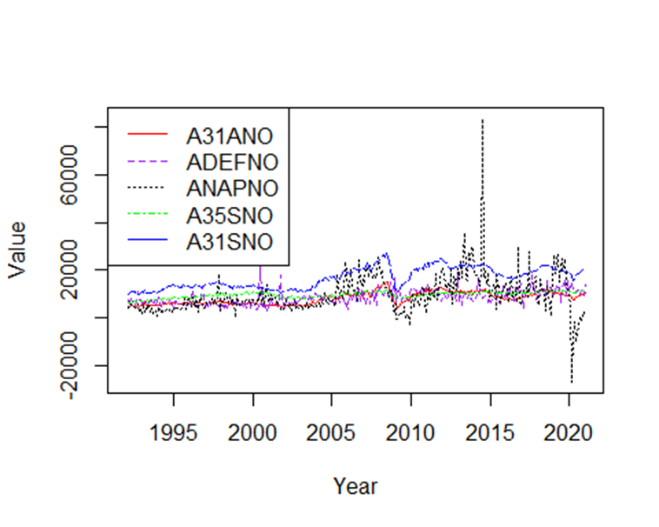 A31ANO
ADEFNO
ANAPNO
A35SNO
A31SNO
Value
60000
20000
-20000
1995 2000 2005 2010 2015 2020
Year